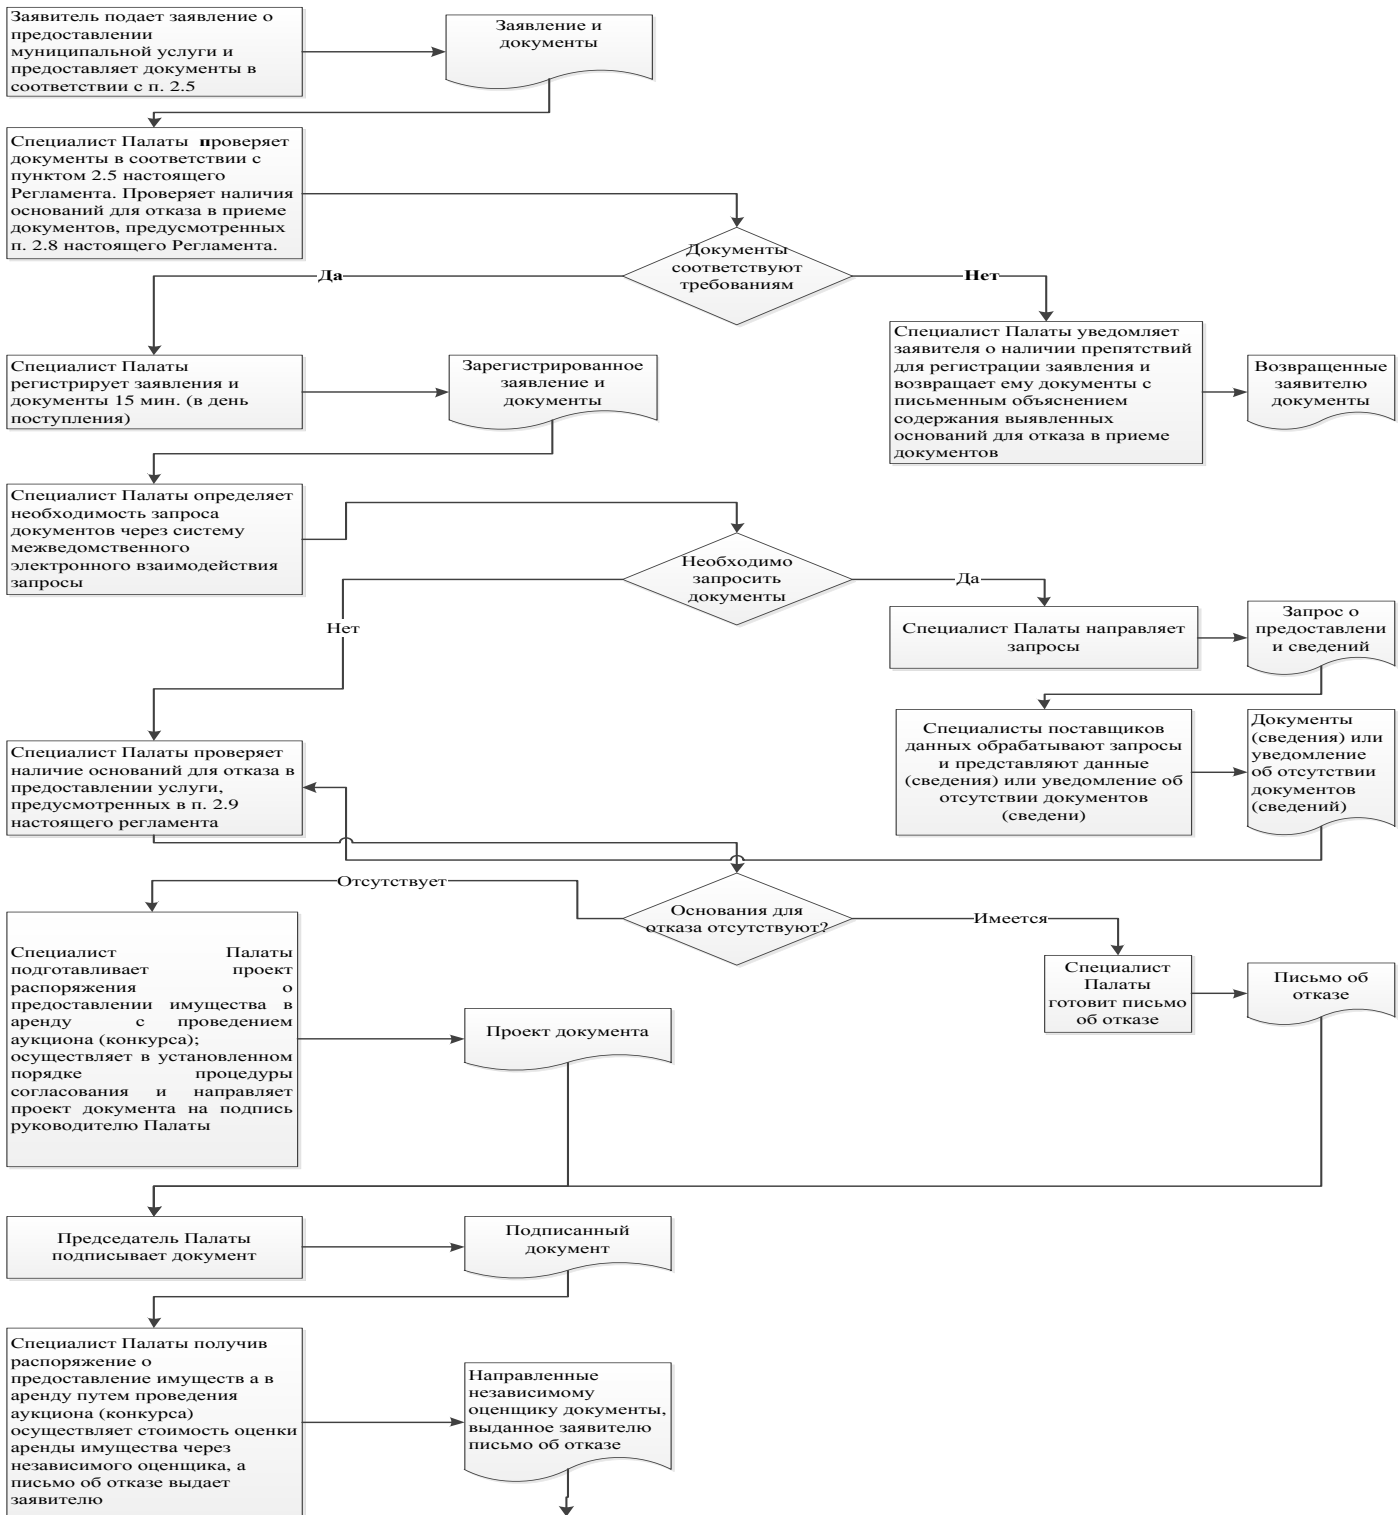 Заявитель подает заявление о
предоставлении
муниципальной услуги и
предоставляет документы в
соответствии с п. 2.5
Заявление и
документы
Специалист Палаты проверяет
документы в соответствии с
пунктом 2.5 настоящего
Регламента. Проверяет наличия
оснований для отказа в приеме
документов, предусмотренных
п. 2.8 настоящего Регламента.
Документы
соответствуют
требованиям
Да
Нет
Специалист Палаты
регистрирует заявления и
документы 15 мин. (в день
поступления)
Зарегистрированное
заявление и
документы
Специалист Палаты уведомляет
заявителя о наличии препятствий
для регистрации заявления и
возвращает ему документы с
письменным объяснением
содержания выявленных
оснований для отказа в приеме
документов
Возвращенные
заявителю
документы
Специалист Палаты определяет
необходимость запроса
документов через систему
межведомственного
электронного взаимодействия
запросы
Необходимо
запросить
документы
Да
Нет
Специалист Палаты направляет
запросы
Запрос о
предоставлени
и сведений
Специалисты поставщиков
данных обрабатывают запросы
и представляют данные
(сведения) или уведомление об
отсутствии документов
(сведени)
Документы
(сведения) или
уведомление
об отсутствии
документов
(сведений)
Специалист Палаты проверяет
наличие оснований для отказа в
предоставлении услуги,
предусмотренных в п. 2.9
настоящего регламента
Основания для
отказа отсутствуют?
Отсутствует
Имеется
Специалист Палаты
подготавливает проект
распоряжения о
предоставлении имущества в
аренду с проведением
аукциона (конкурса);
осуществляет в установленном
порядке процедуры
согласования и направляет
проект документа на подпись
руководителю Палаты
Проект документа
Специалист
Палаты
готовит письмо
об отказе
Письмо об
отказе
Председатель Палаты
подписывает документ
Подписанный
документ
Специалист Палаты получив
распоряжение о
предоставление имуществ а в
аренду путем проведения
аукциона (конкурса)
осуществляет стоимость оценки
аренды имущества через
независимого оценщика, а
письмо об отказе выдает
заявителю
Направленные
независимому
оценщику документы,
выданное заявителю
письмо об отказе